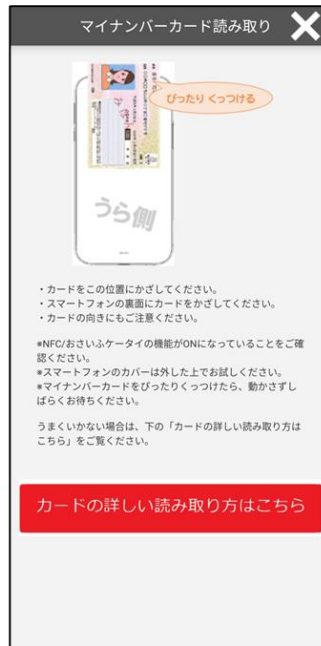 マイナンバーカード読み取り
ぴったり くっつける
うら側
・カードをこの位置にかざしてください。
・スマートフォンの裏面にカードをかざしてください。
・カードの向きにもご注意ください。
※NFC/おさいふケータイの機能がONになっていることをご確
認ください。
※スマートフォンのカバーは外した上でお試しください。
※マイナンバーカードをぴったりくっつけたら、動かさずし
ばらくお待ちください。
うまくいかない場合は、下の「カードの詳しい読み取り方は
こちら」をご覧ください。
カードの詳しい読み取り方はこちら